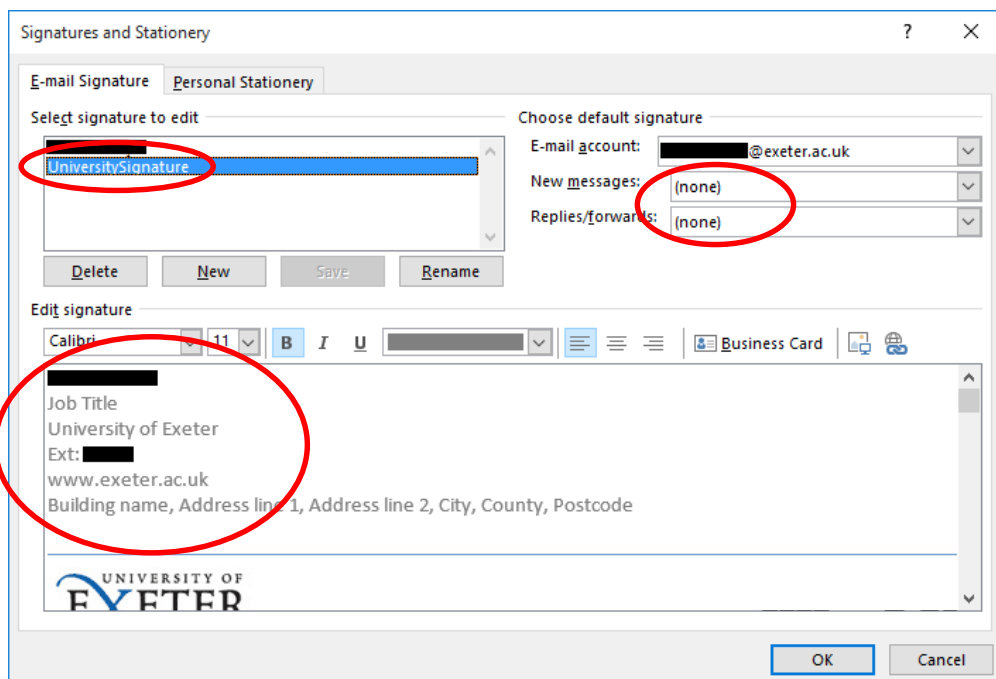 Signatures and Stationery
?
E-mail Signature
Personal Stationery
Select signature to edit
UniversitySignature
Delete
New
Save
Rename
Choose default signature
E-mail account:
@exeter.ac.uk
New messages:
(none)
Replies/forwards:
(none)
Edit signature
Calibri
11
B
I
U
Business Card
Job Title
University of Exeter
Ext:
www.exeter.ac.uk
Building name, Address line 1, Address line 2, City, County, Postcode
UNIVERSITY OF
EXETER
OK
Cancel